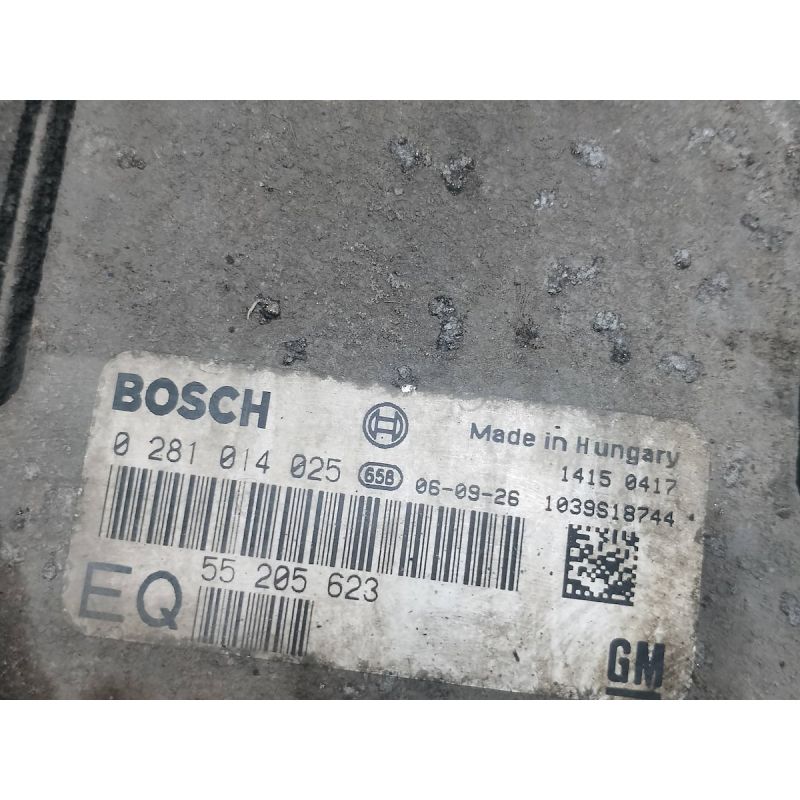 BOSCH
Made in Hungary
0 281 014 025 65B 06-09-26
1415 0417
1039S18744
EQ 55 205 623
GM